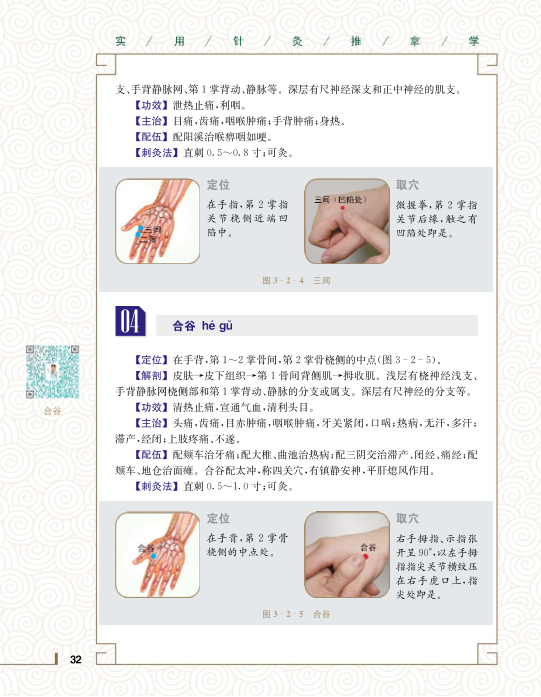 实 / 用 / 针 / 灸 / 推 / 拿 / 学
支、手背静脉网、第1掌背动、静脉等。深层有尺神经深支和正中神经的肌支。
【功效】泄热止痛,利咽。
【主治】目痛,齿痛,咽喉肿痛;手背肿痛;身热。
【配伍】配阳溪治喉痹咽如哽。
【刺灸法】直刺0.5～0.8寸;可灸。
定位
在手指,第2掌指
关节桡侧近端凹
陷中。
三间
二间
三间(凹陷处)
取穴
微握拳,第2掌指
关节后缘,触之有
凹陷处即是。
图3-2-4 三间
04 合谷 hé gǔ
【定位】在手背,第1～2掌骨间,第2掌骨桡侧的中点(图3-2-5)。
【解剖】皮肤→皮下组织→第1骨间背侧肌→拇收肌。浅层有桡神经浅支、
手背静脉网桡侧部和第1掌背动、静脉的分支或属支。深层有尺神经的分支等。
【功效】清热止痛,宣通气血,清利头目。
【主治】头痛,齿痛,目赤肿痛,咽喉肿痛,牙关紧闭,口㖞;热病,无汗,多汗;
滞产,经闭;上肢疼痛、不遂。
【配伍】配颊车治牙痛;配大椎、曲池治热病;配三阴交治滞产、闭经、痛经;配
颊车、地仓治面瘫。合谷配太冲,称四关穴,有镇静安神,平肝熄风作用。
【刺灸法】直刺0.5～1.0寸;可灸。
合谷
定位
在手背,第2掌骨
桡侧的中点处。
合谷
合谷
取穴
右手拇指、示指张
开呈90°,以左手拇
指指尖关节横纹压
在右手虎口上,指
尖处即是。
图3-2-5 合谷
32